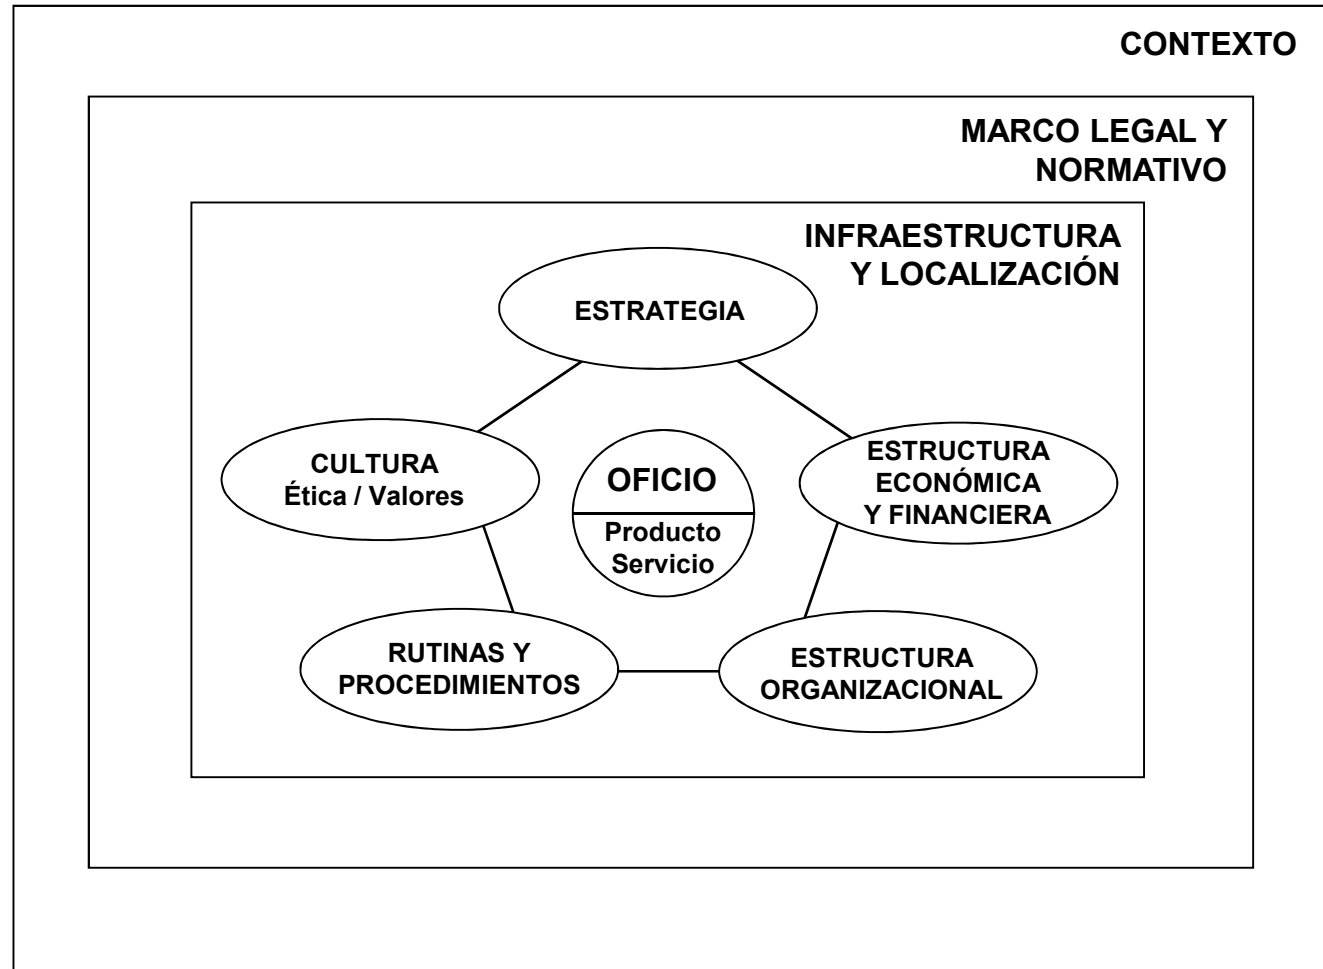 CONTEXTO
MARCO LEGAL Y
NORMATIVO
INFRAESTRUCTURA
Y LOCALIZACIÓN
ESTRATEGIA
CULTURA
Ética / Valores
OFICIO
Producto
Servicio
ESTRUCTURA
ECONÓMICA
Y FINANCIERA
RUTINAS Y
PROCEDIMIENTOS
ESTRUCTURA
ORGANIZACIONAL